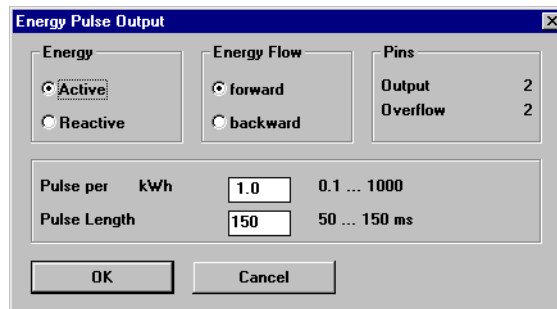 Energy Pulse Output
Energy
Active
Reactive
Energy Flow
forward
backward
Pins
Output 2
Overflow 2
Pulse per kWh 1.0 0.1 ... 1000
Pulse Length 150 50 ... 150 ms
OK Cancel